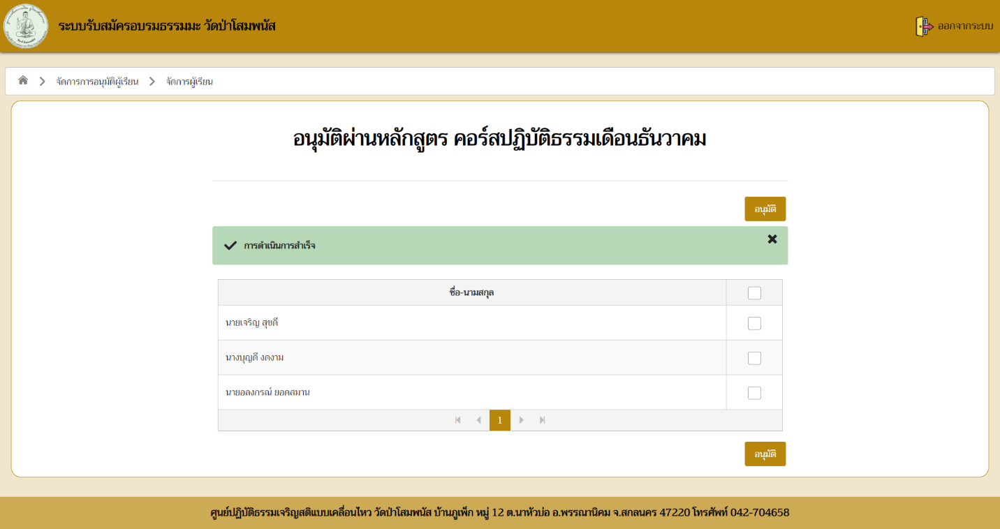 ระบบรับสมัครอบรมธรรมมะ วัดป่าโสมพนัส
ออกจากระบบ
จัดการการอนุมัติผู้เรียน
จัดการผู้เรียน
อนุมัติผ่านหลักสูตร คอร์สปฏิบัติธรรมเดือนธันวาคม
อนุมัติ
การดำเนินการสำเร็จ
ชื่อ-นามสกุล
นายเจริญ สุขดี
นางบุญดี งดงาม
นายอลงกรณ์ ยอดสมาน
1
อนุมัติ
ศูนย์ปฏิบัติธรรมเจริญสติแบบเคลื่อนไหว วัดป่าโสมพนัส บ้านภูเพ็ก หมู่ 12 ต.นาหัวบ่อ อ.พรรณานิคม จ.สกลนคร 47220 โทรศัพท์ 042-704658